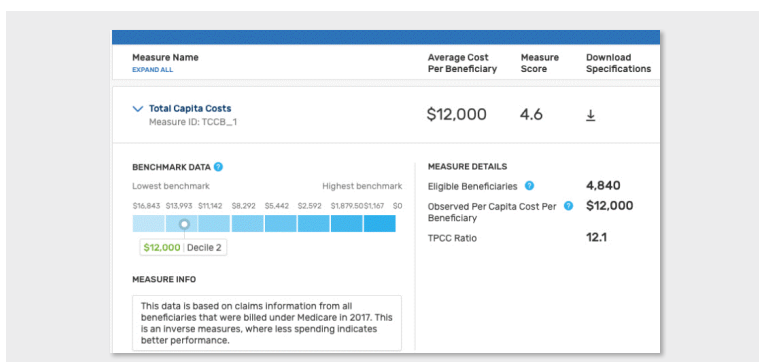 Measure Name
EXPAND ALL
Average Cost
Per Beneficiary
Measure
Score
Download
Specifications
Total Capita Costs
Measure ID: TCCB_1
$12,000
4.6
BENCHMARK DATA ?
Lowest benchmark
Highest benchmark
$16,843 $13,993 $11,142 $8,292 $5,442 $2,592 $1,879.50 $1,167 $0
$12,000 | Decile 2
MEASURE INFO
This data is based on claims information from all
beneficiaries that were billed under Medicare in 2017. This
is an inverse measures, where less spending indicates
better performance.
MEASURE DETAILS
Eligible Beneficiaries ? 4,840
Observed Per Capita Cost Per ? $12,000
Beneficiary
TPCC Ratio 12.1